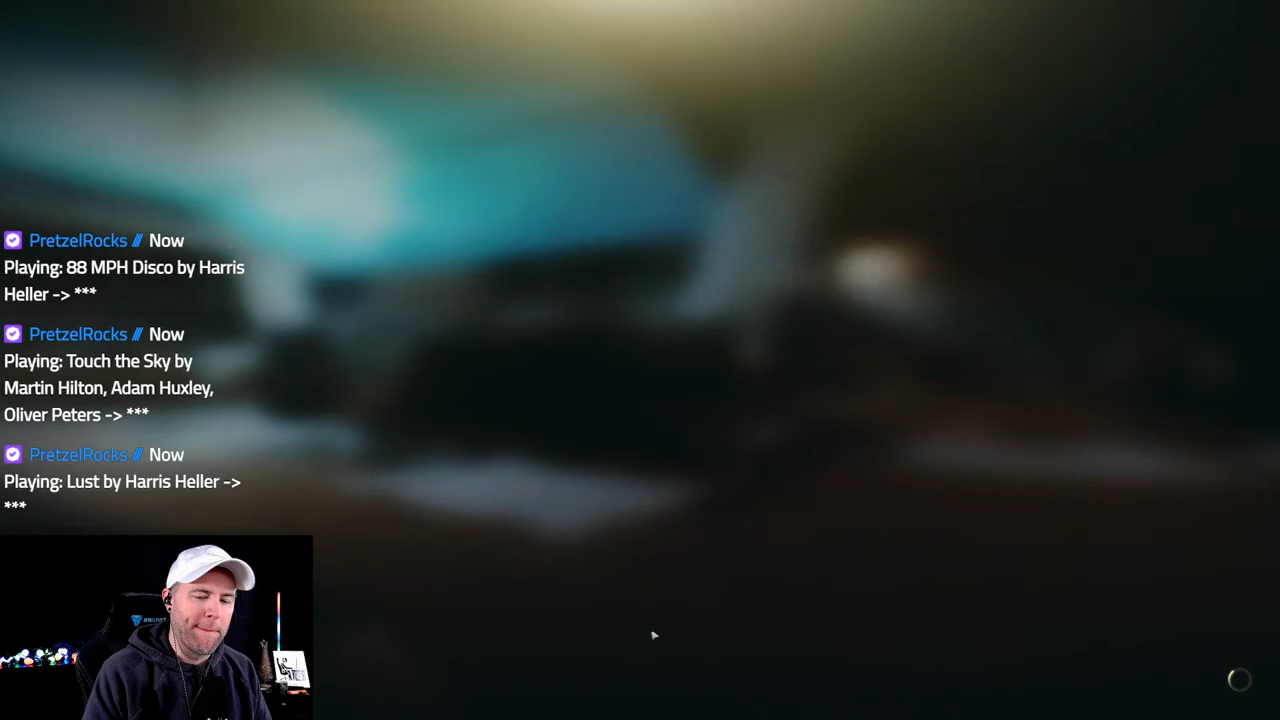 PretzelRocks /// Now
Playing: 88 MPH Disco by Harris
Heller -> ***
PretzelRocks /// Now
Playing: Touch the Sky by
Martin Hilton, Adam Huxley,
Oliver Peters -> ***
PretzelRocks /// Now
Playing: Lust by Harris Heller ->
***